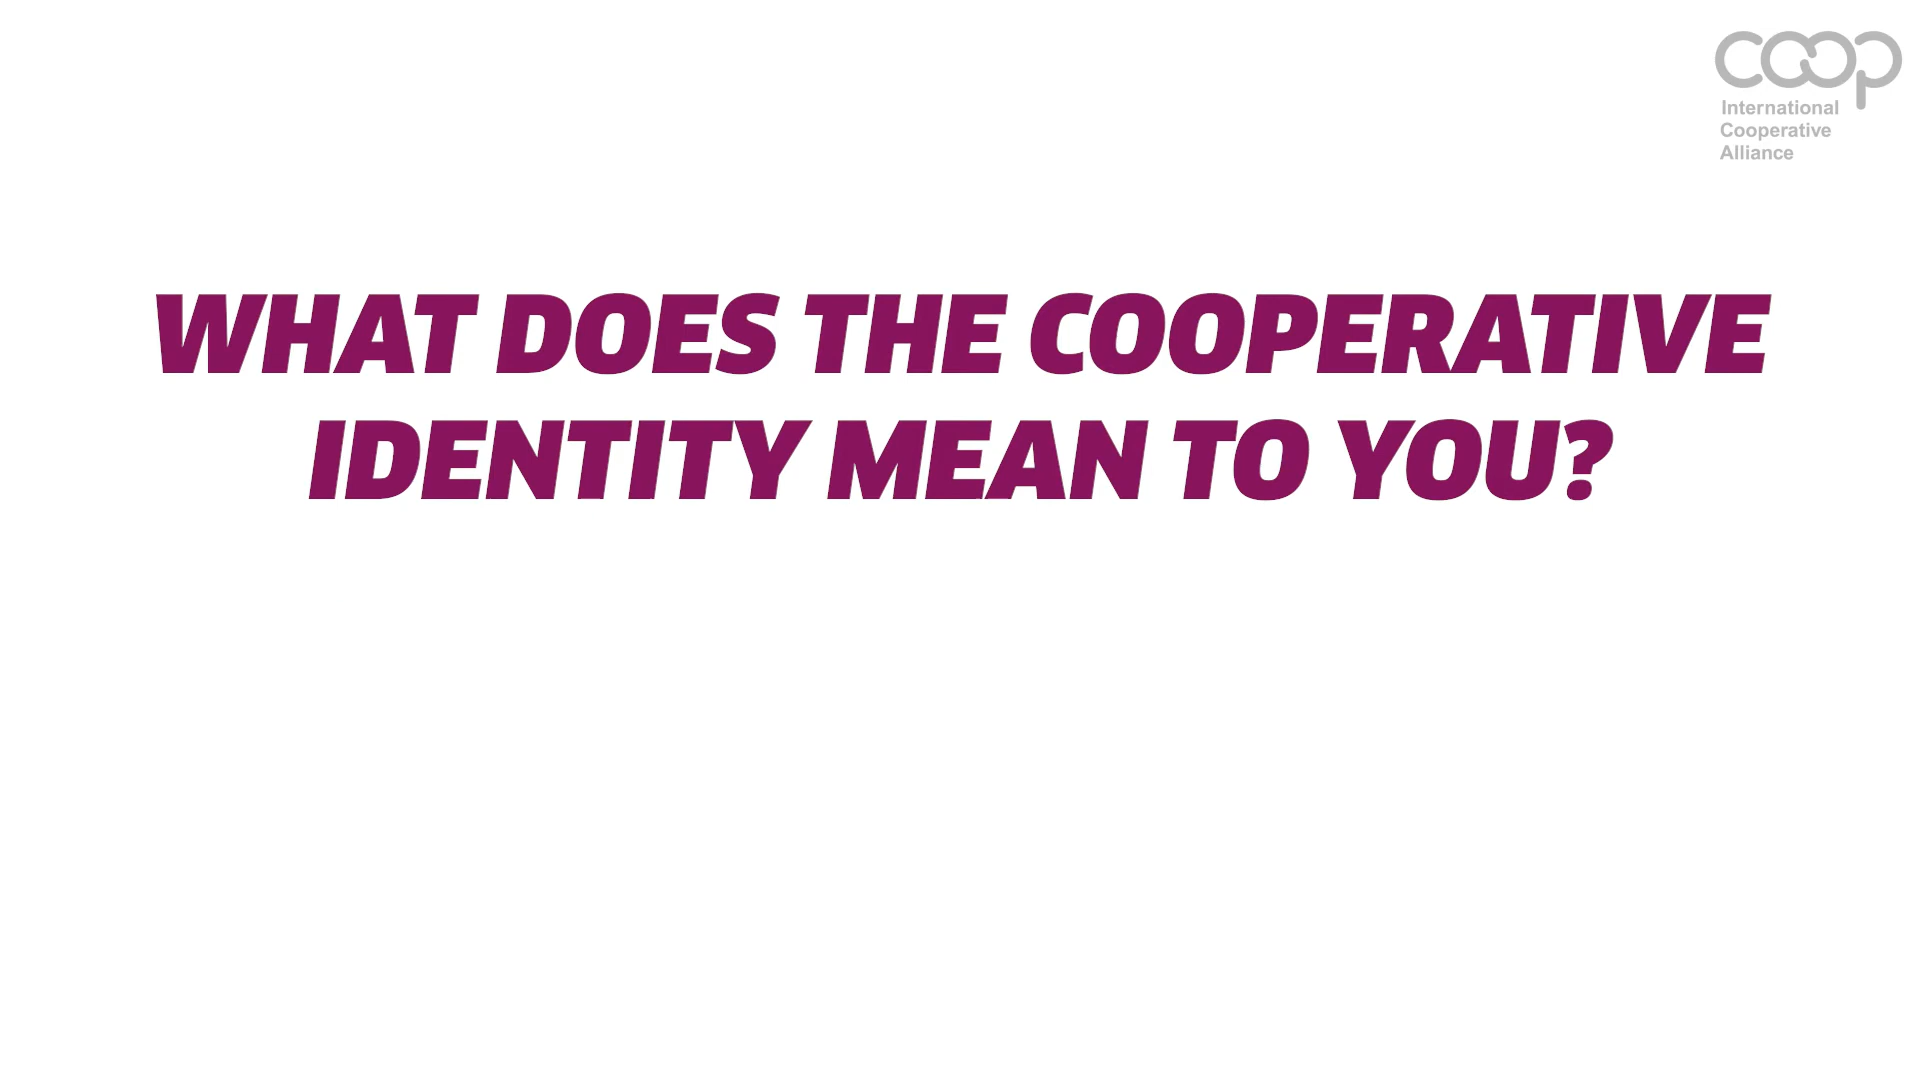 coop
International
Cooperative
Alliance
WHAT DOES THE COOPERATIVE
IDENTITY MEAN TO YOU?